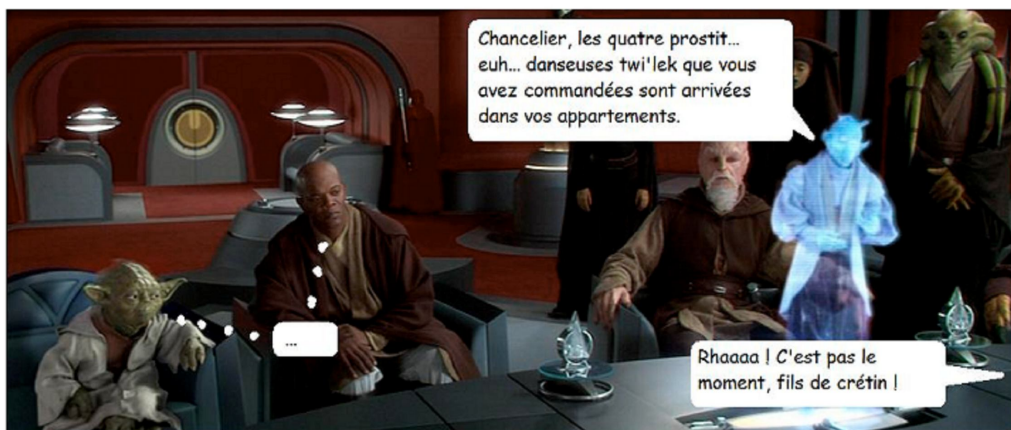 Chancelier, les quatre prostit...
euh... danseuses twi'lek que vous
avez commandées sont arrivées
dans vos appartements.
...
Rhaaaa ! C'est pas le
moment, fils de crétin !